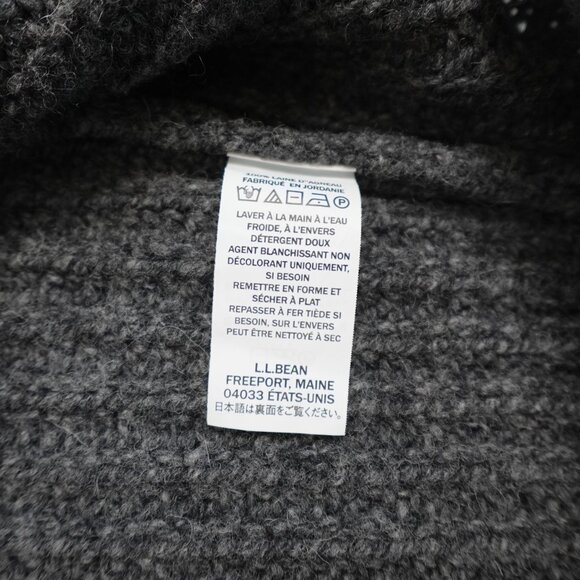 100% LAINE D'AGNEAU
FABRIQUÉ EN JORDANIE
LAVER À LA MAIN À L'EAU
FROIDE, À L'ENVERS
DÉTERGENT DOUX
AGENT BLANCHISSANT NON
DÉCOLORANT UNIQUEMENT,
SI BESOIN
REMETTRE EN FORME ET
SÉCHER À PLAT
REPASSER À FER TIÈDE SI
BESOIN, SUR L'ENVERS
PEUT ÊTRE NETTOYÉ À SEC
L.L.BEAN
FREEPORT, MAINE
04033 ÉTATS-UNIS
日本語は裏面をご覧ください。